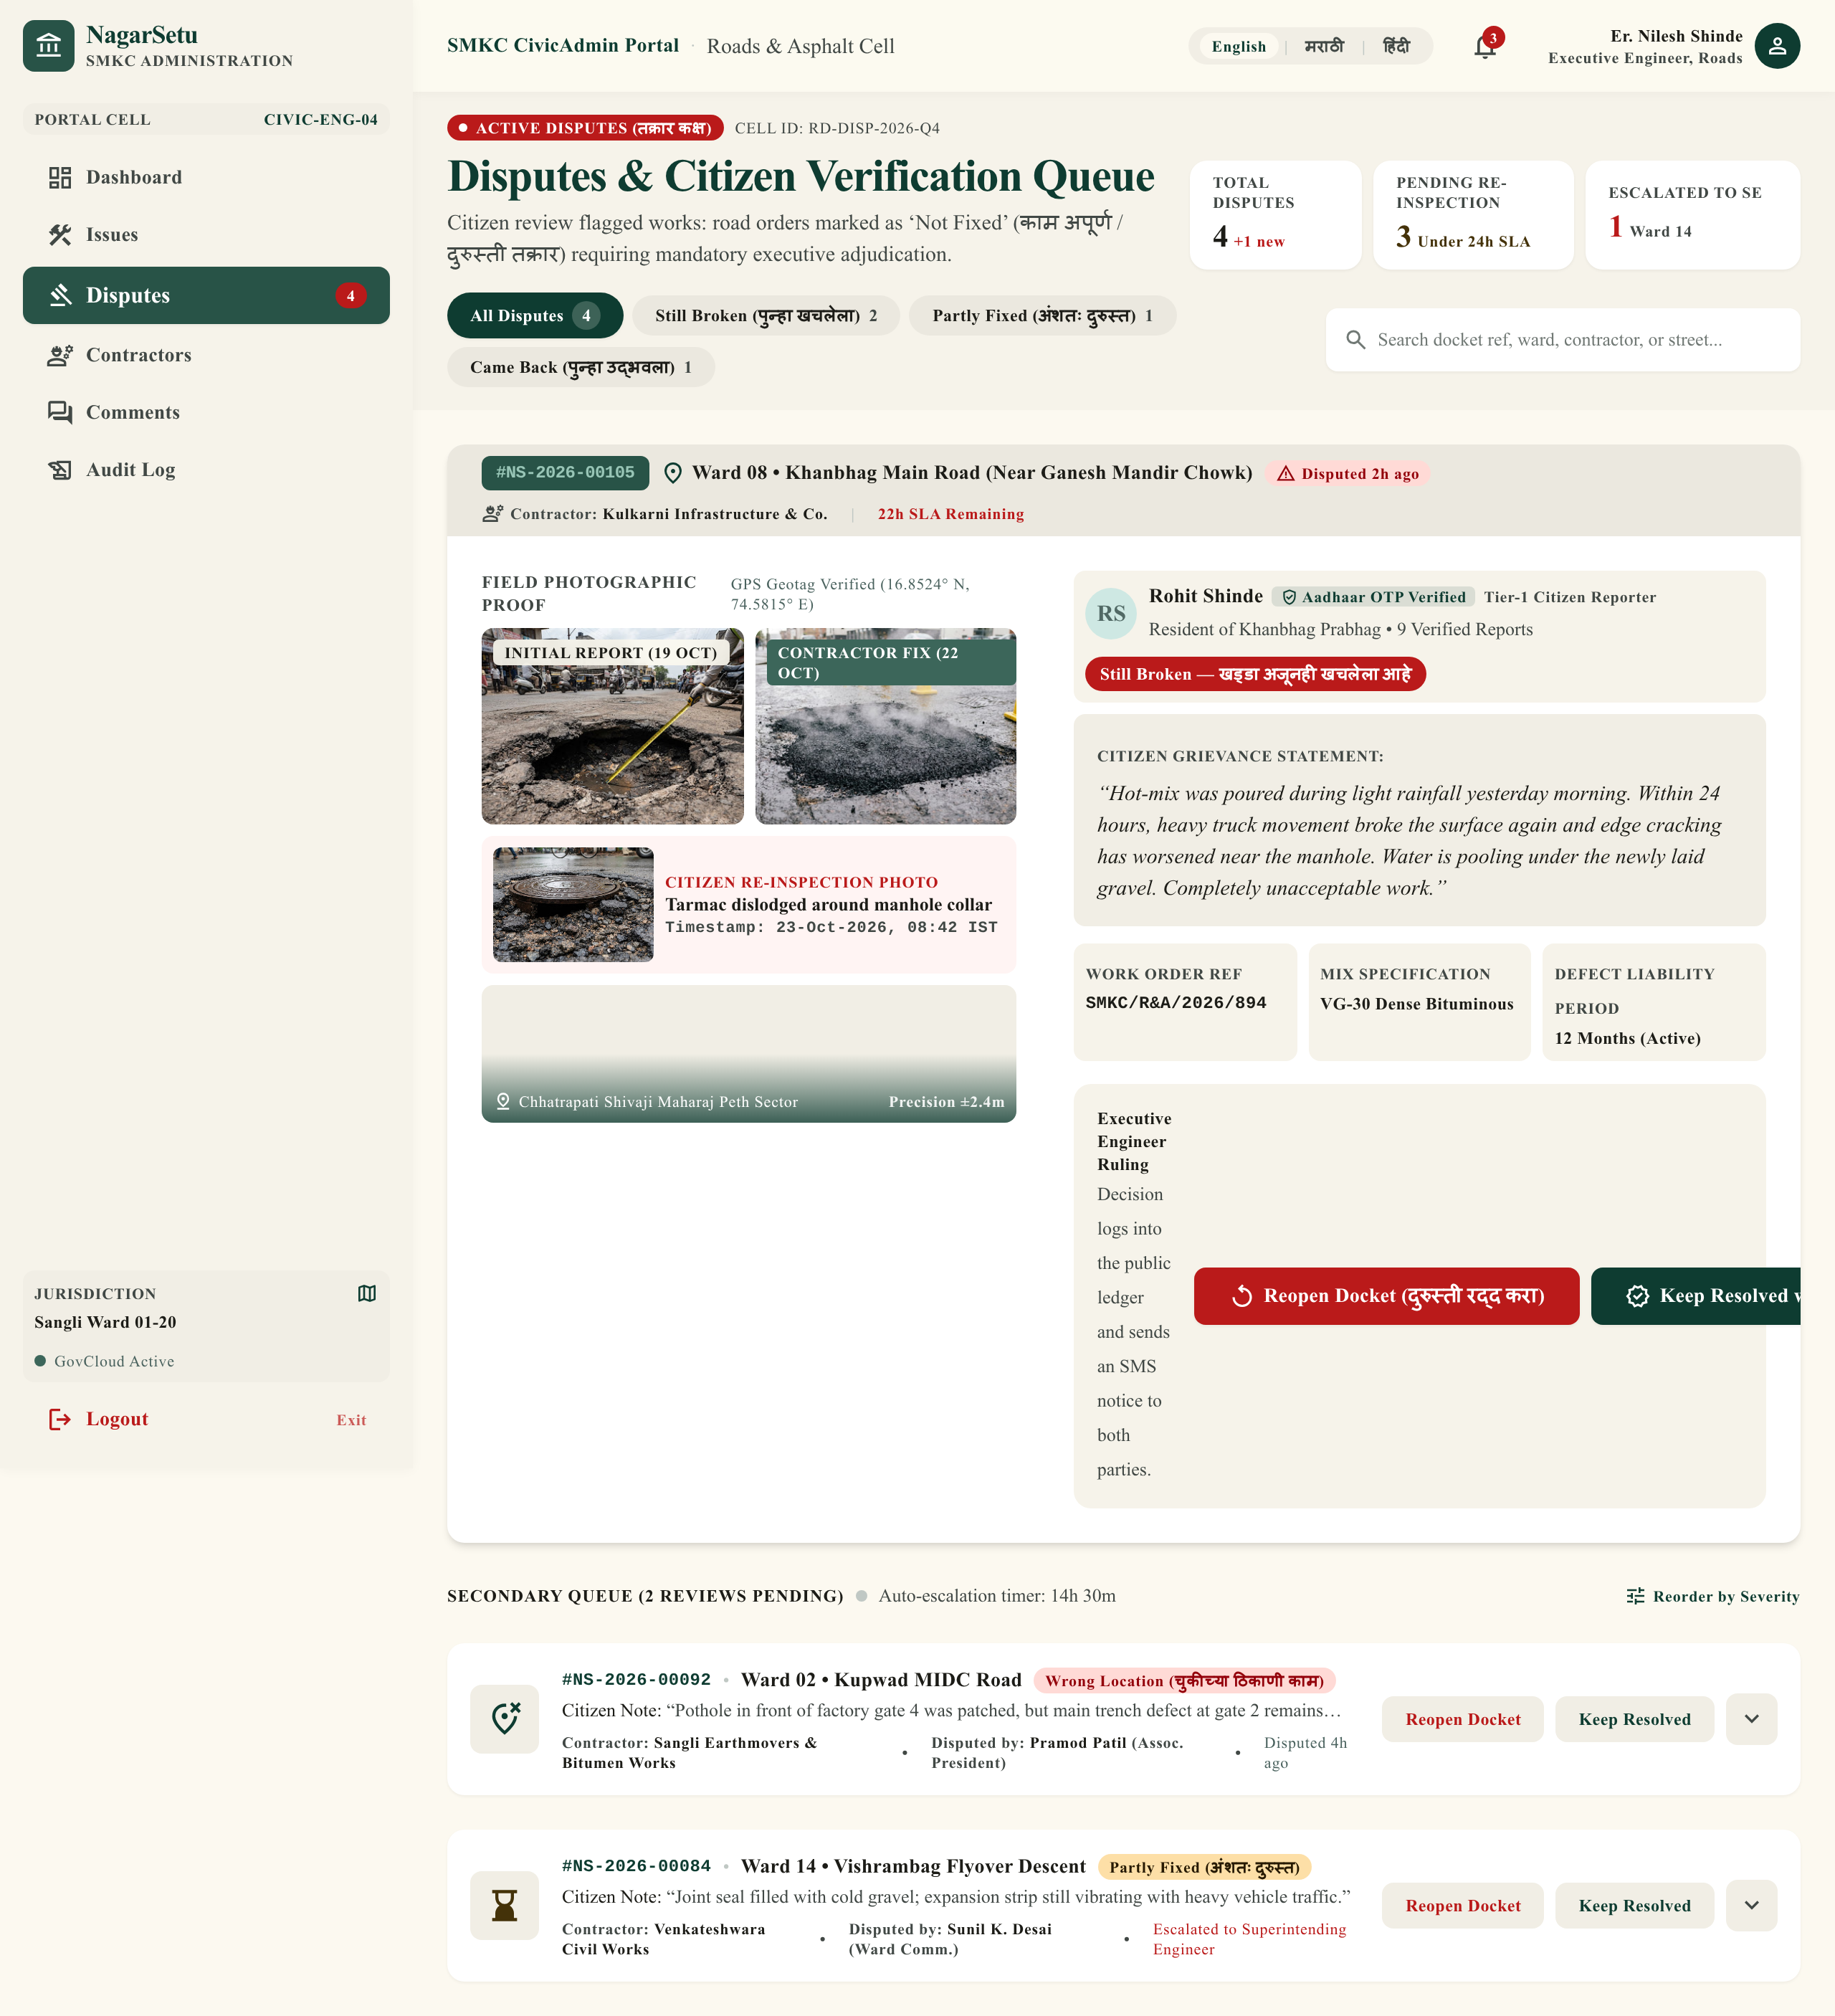 NagarSetu
SMKC ADMINISTRATION
PORTAL CELL
CIVIC-ENG-04
Dashboard
Issues
Disputes
4
Contractors
Comments
Audit Log
JURISDICTION
Sangli Ward 01-20
GovCloud Active
Logout
Exit
SMKC CivicAdmin Portal · Roads & Asphalt Cell
English | मराठी | हिंदी
3
Er. Nilesh Shinde
Executive Engineer, Roads
ACTIVE DISPUTES (तक्रार कक्ष)
CELL ID: RD-DISP-2026-Q4
Disputes & Citizen Verification Queue
Citizen review flagged works: road orders marked as ‘Not Fixed’ (काम अपूर्ण /
दुरुस्ती तक्रार) requiring mandatory executive adjudication.
TOTAL
DISPUTES
4 +1 new
PENDING RE-
INSPECTION
3 Under 24h SLA
ESCALATED TO SE
1 Ward 14
All Disputes 4
Still Broken (पुन्हा खचलेला) 2
Partly Fixed (अंशतः दुरुस्त) 1
Came Back (पुन्हा उद्भवला) 1
Search docket ref, ward, contractor, or street...
#NS-2026-00105
Ward 08 • Khanbhag Main Road (Near Ganesh Mandir Chowk)
Disputed 2h ago
Contractor: Kulkarni Infrastructure & Co. | 22h SLA Remaining
FIELD PHOTOGRAPHIC
PROOF
GPS Geotag Verified (16.8524° N,
74.5815° E)
INITIAL REPORT (19 OCT)
CONTRACTOR FIX (22
OCT)
CITIZEN RE-INSPECTION PHOTO
Tarmac dislodged around manhole collar
Timestamp: 23-Oct-2026, 08:42 IST
Chhatrapati Shivaji Maharaj Peth Sector
Precision ±2.4m
RS
Rohit Shinde
Aadhaar OTP Verified
Tier-1 Citizen Reporter
Resident of Khanbhag Prabhag • 9 Verified Reports
Still Broken — खड्डा अजूनही खचलेला आहे
CITIZEN GRIEVANCE STATEMENT:
“Hot-mix was poured during light rainfall yesterday morning. Within 24
hours, heavy truck movement broke the surface again and edge cracking
has worsened near the manhole. Water is pooling under the newly laid
gravel. Completely unacceptable work.”
WORK ORDER REF
SMKC/R&A/2026/894
MIX SPECIFICATION
VG-30 Dense Bituminous
DEFECT LIABILITY
PERIOD
12 Months (Active)
Executive
Engineer
Ruling
Decision
logs into
the public
ledger
and sends
an SMS
notice to
both
parties.
Reopen Docket (दुरुस्ती रद्द करा)
Keep Resolved
SECONDARY QUEUE (2 REVIEWS PENDING)
Auto-escalation timer: 14h 30m
Reorder by Severity
#NS-2026-00092 • Ward 02 • Kupwad MIDC Road
Wrong Location (चुकीच्या ठिकाणी काम)
Citizen Note: “Pothole in front of factory gate 4 was patched, but main trench defect at gate 2 remains…
Contractor: Sangli Earthmovers &
Bitumen Works
•
Disputed by: Pramod Patil (Assoc.
President)
•
Disputed 4h
ago
Reopen Docket
Keep Resolved
#NS-2026-00084 • Ward 14 • Vishrambag Flyover Descent
Partly Fixed (अंशतः दुरुस्त)
Citizen Note: “Joint seal filled with cold gravel; expansion strip still vibrating with heavy vehicle traffic.”
Contractor: Venkateshwara
Civil Works
•
Disputed by: Sunil K. Desai
(Ward Comm.)
•
Escalated to Superintending
Engineer
Reopen Docket
Keep Resolved